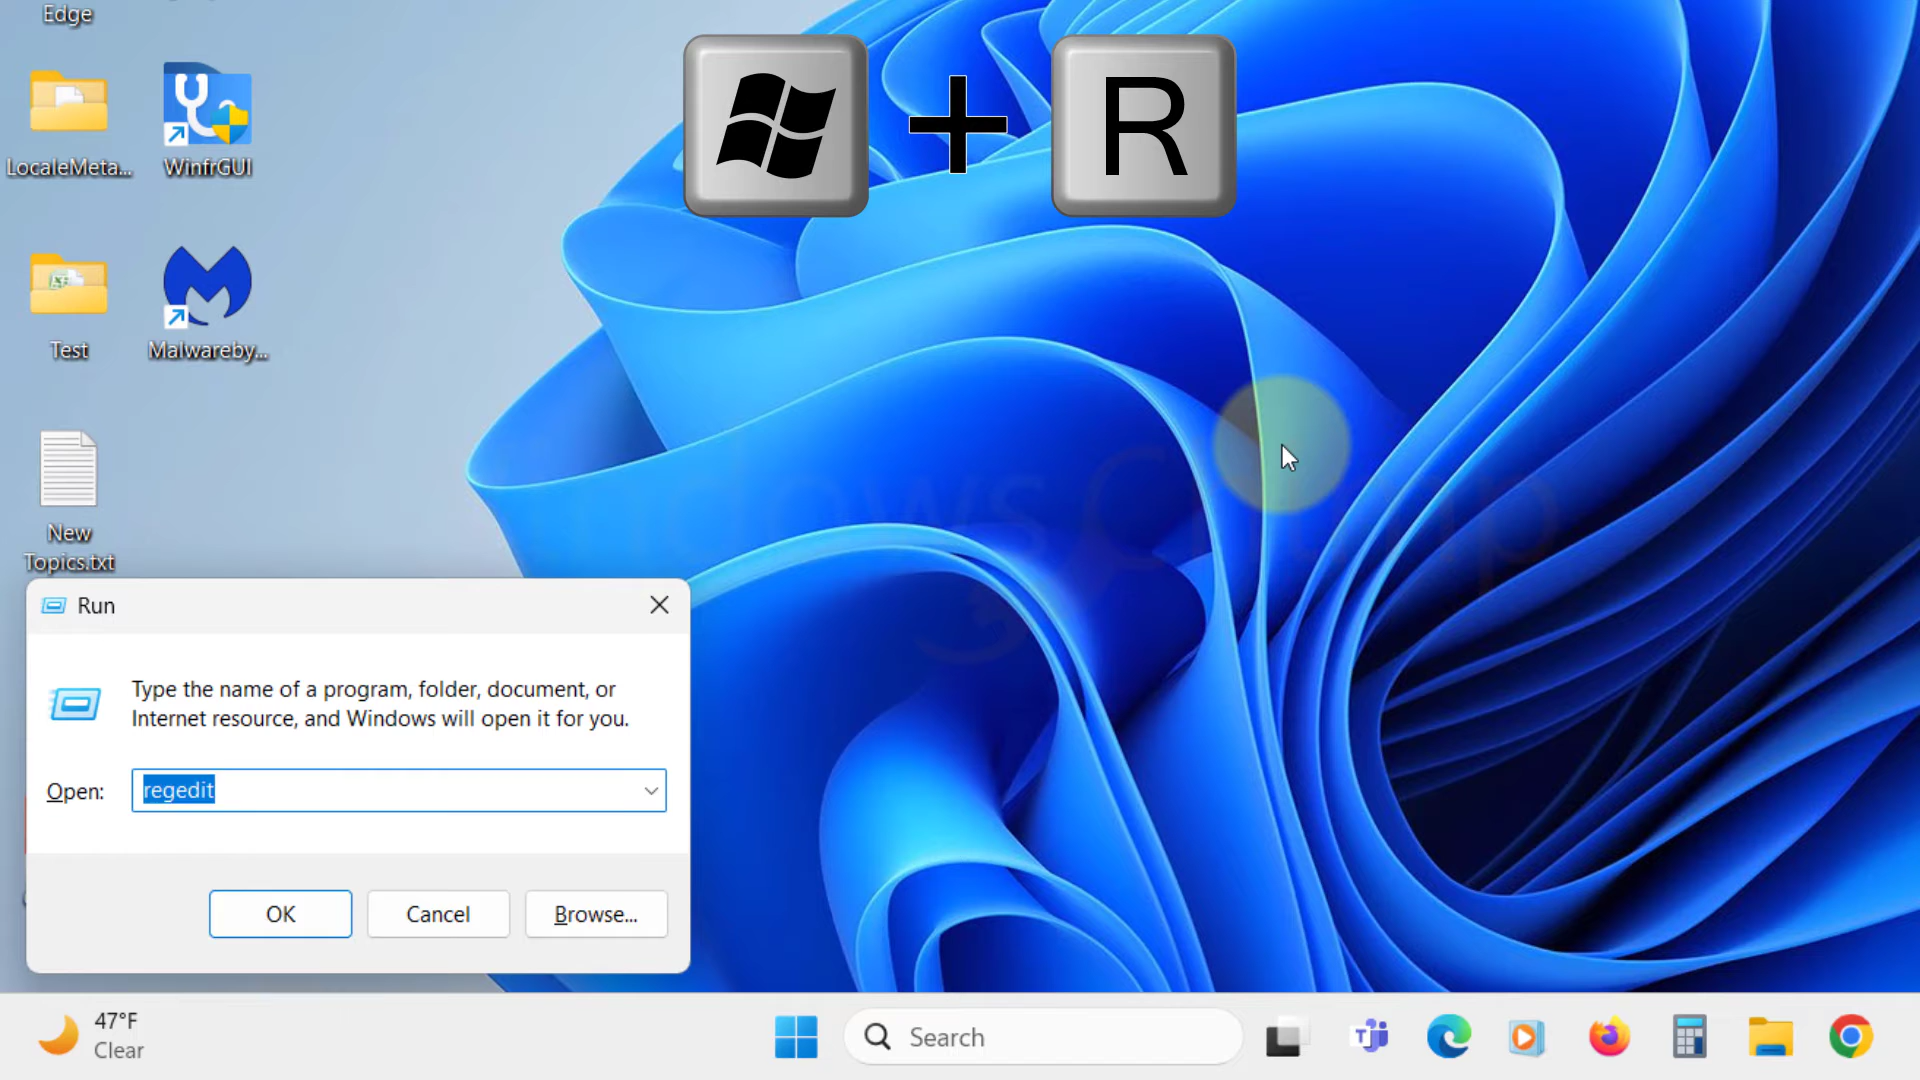 Edge
LocaleMeta...
WinfrGUI
R
Test
Malwareby...
New
Topics.txt
Run
Type the name of a program, folder, document, or
Internet resource, and Windows will open it for you.
Open:
regedit
OK
Cancel
Browse...
47°F
Clear
Search